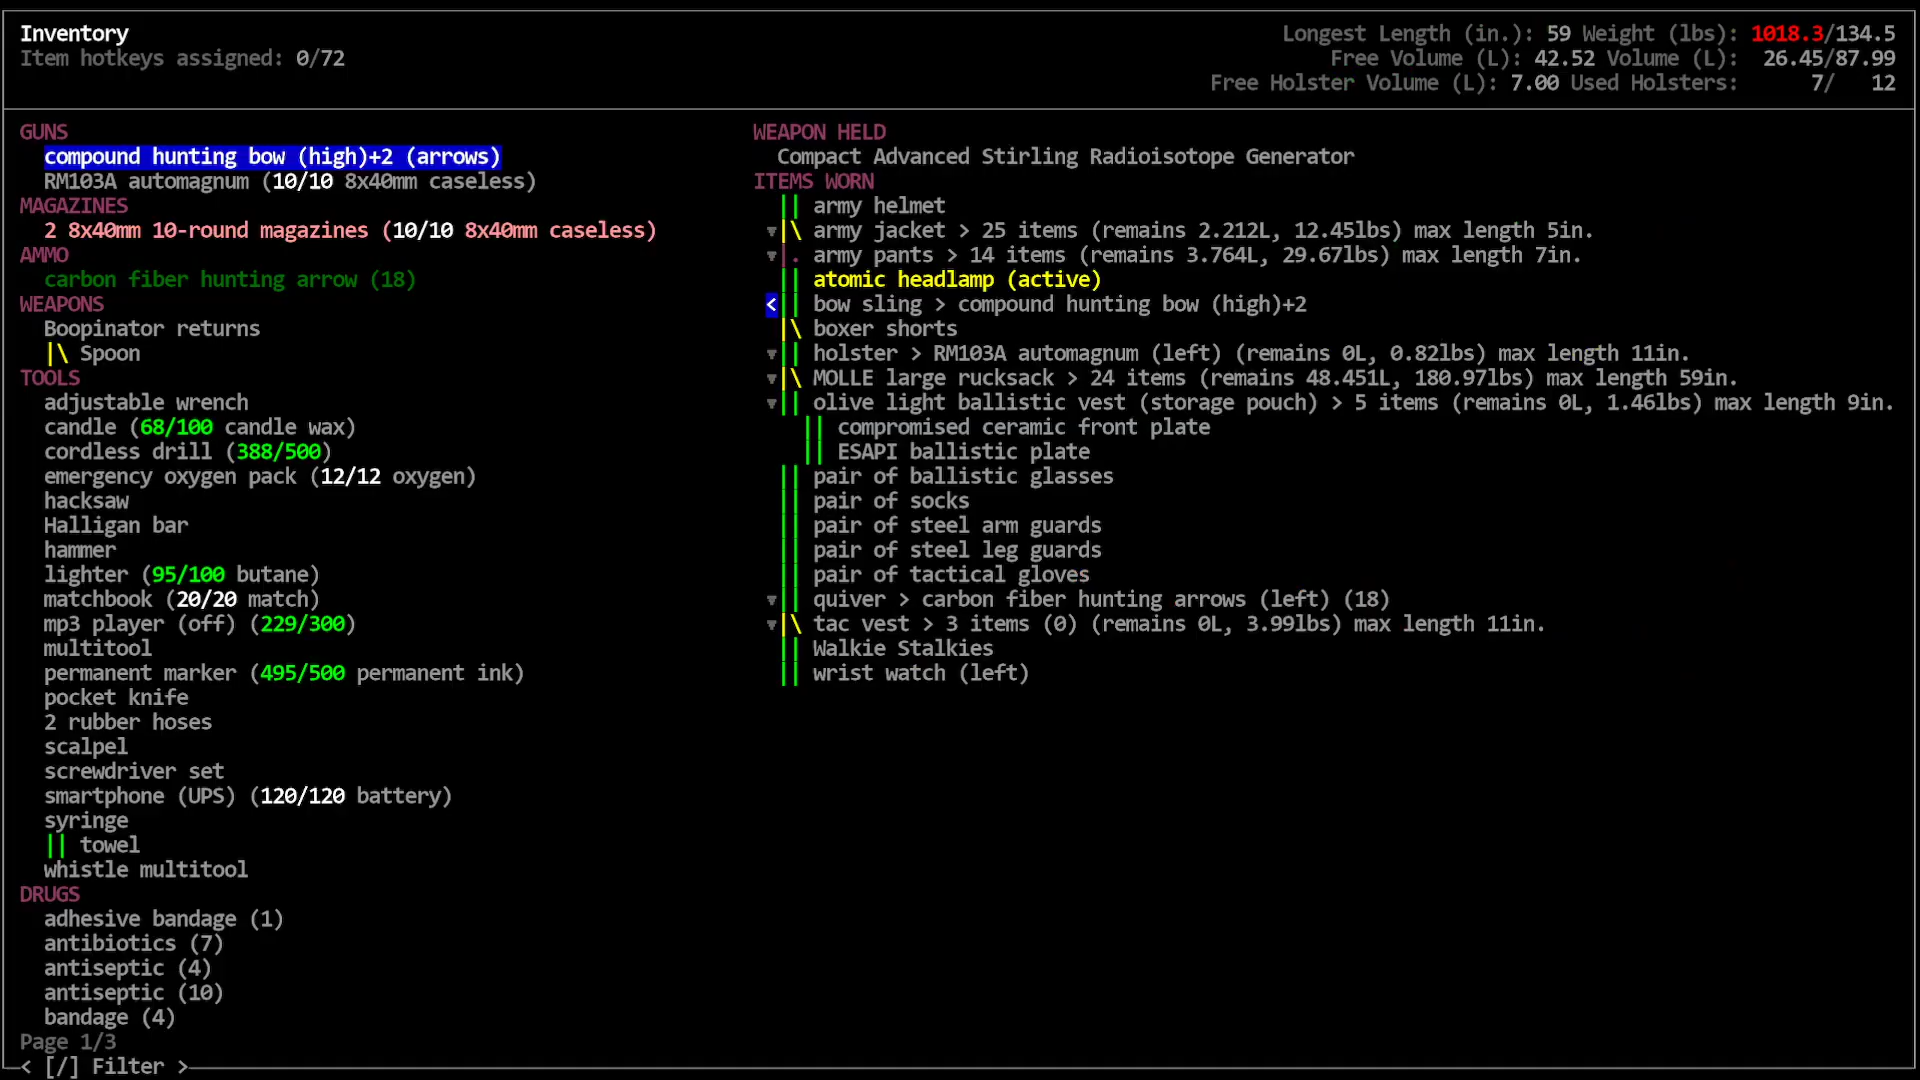 Inventory
Item hotkeys assigned: 0/72
Longest Length (in.): 59 Weight (lbs): 1018.3/134.5
Free Volume (L): 42.52 Volume (L): 26.45/87.99
Free Holster Volume (L): 7.00 Used Holsters: 7/ 12
GUNS
compound hunting bow (high)+2 (arrows)
RM103A automagnum (10/10 8x40mm caseless)
MAGAZINES
2 8x40mm 10-round magazines (10/10 8x40mm caseless)
AMMO
carbon fiber hunting arrow (18)
WEAPONS
Boopinator returns
|\ Spoon
TOOLS
adjustable wrench
candle (68/100 candle wax)
cordless drill (388/500)
emergency oxygen pack (12/12 oxygen)
hacksaw
Halligan bar
hammer
lighter (95/100 butane)
matchbook (20/20 match)
mp3 player (off) (229/300)
multitool
permanent marker (495/500 permanent ink)
pocket knife
2 rubber hoses
scalpel
screwdriver set
smartphone (UPS) (120/120 battery)
syringe
|| towel
whistle multitool
DRUGS
adhesive bandage (1)
antibiotics (7)
antiseptic (4)
antiseptic (10)
bandage (4)
Page 1/3
< [/] Filter >
WEAPON HELD
Compact Advanced Stirling Radioisotope Generator
ITEMS WORN
|| army helmet
▼|\ army jacket > 25 items (remains 2.212L, 12.45lbs) max length 5in.
▼|. army pants > 14 items (remains 3.764L, 29.67lbs) max length 7in.
|| atomic headlamp (active)
<|| bow sling > compound hunting bow (high)+2
|\ boxer shorts
▼|| holster > RM103A automagnum (left) (remains 0L, 0.82lbs) max length 11in.
▼|\ MOLLE large rucksack > 24 items (remains 48.451L, 180.97lbs) max length 59in.
▼|| olive light ballistic vest (storage pouch) > 5 items (remains 0L, 1.46lbs) max length 9in.
|| compromised ceramic front plate
|| ESAPI ballistic plate
|| pair of ballistic glasses
|| pair of socks
|| pair of steel arm guards
|| pair of steel leg guards
|| pair of tactical gloves
▼|| quiver > carbon fiber hunting arrows (left) (18)
▼|\ tac vest > 3 items (0) (remains 0L, 3.99lbs) max length 11in.
|| Walkie Stalkies
|| wrist watch (left)